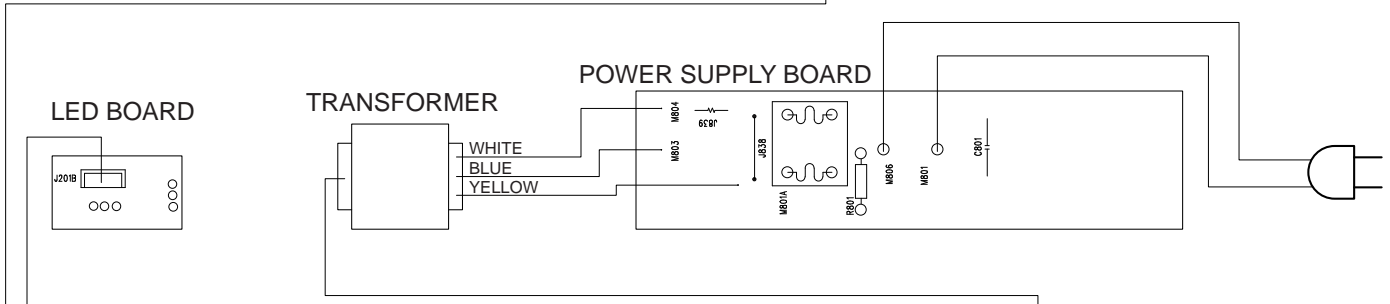 POWER SUPPLY BOARD
LED BOARD
TRANSFORMER
J201B
WHITE
BLUE
YELLOW
M804
M803
J839
J838
M801A
R801
M806
M801
C801